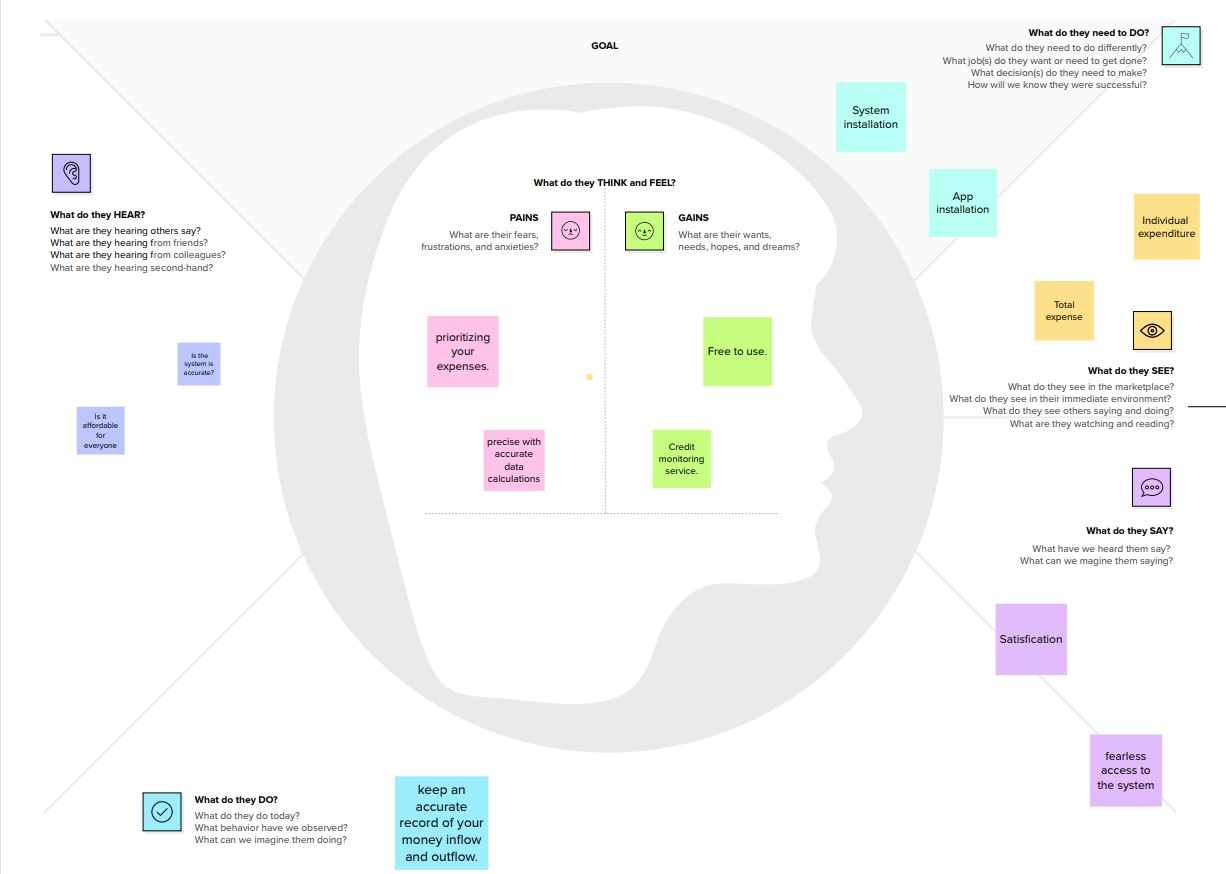 GOAL
What do they need to DO?
What do they need to do differently?
What job(s) do they want or need to get done?
What decision(s) do they need to make?
How will we know they were successful?
System
installation
App
installation
What do they HEAR?
What are they hearing others say?
What are they hearing from friends?
What are they hearing from colleagues?
What are they hearing second-hand?
Is the
system is
accurate?
Is it
affordable
for
everyone
What do they THINK and FEEL?
PAINS
What are their fears,
frustrations, and anxieties?
GAINS
What are their wants,
needs, hopes, and dreams?
prioritizing
your
expenses.
precise with
accurate
data
calculations
Free to use.
Credit
monitoring
service.
Individual
expenditure
Total
expense
What do they SEE?
What do they see in the marketplace?
What do they see in their immediate environment?
What do they see others saying and doing?
What are they watching and reading?
What do they SAY?
What have we heard them say?
What can we magine them saying?
Satisfication
fearless
access to
the system
What do they DO?
What do they do today?
What behavior have we observed?
What can we imagine them doing?
keep an
accurate
record of your
money inflow
and outflow.